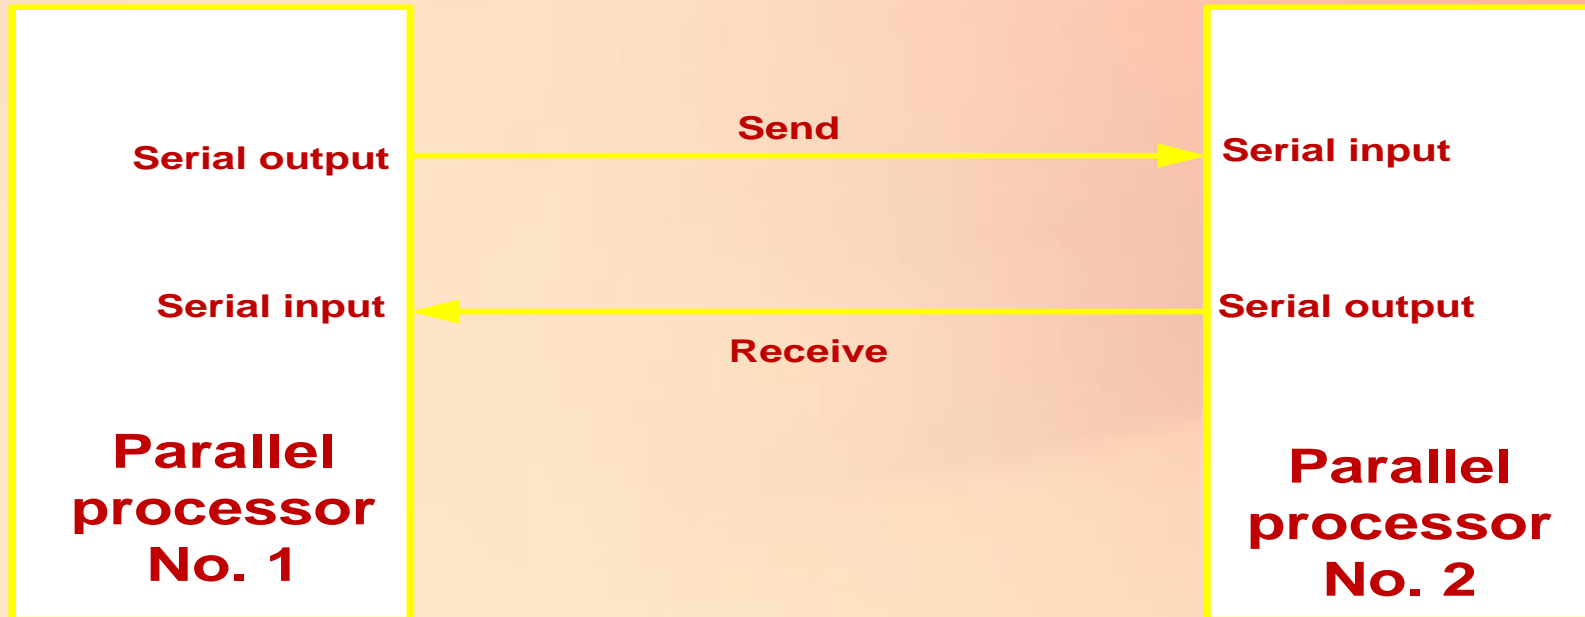 Send
Serial output
Serial input
Serial input
Serial output
Receive
Parallel
processor
No. 1
Parallel
processor
No. 2